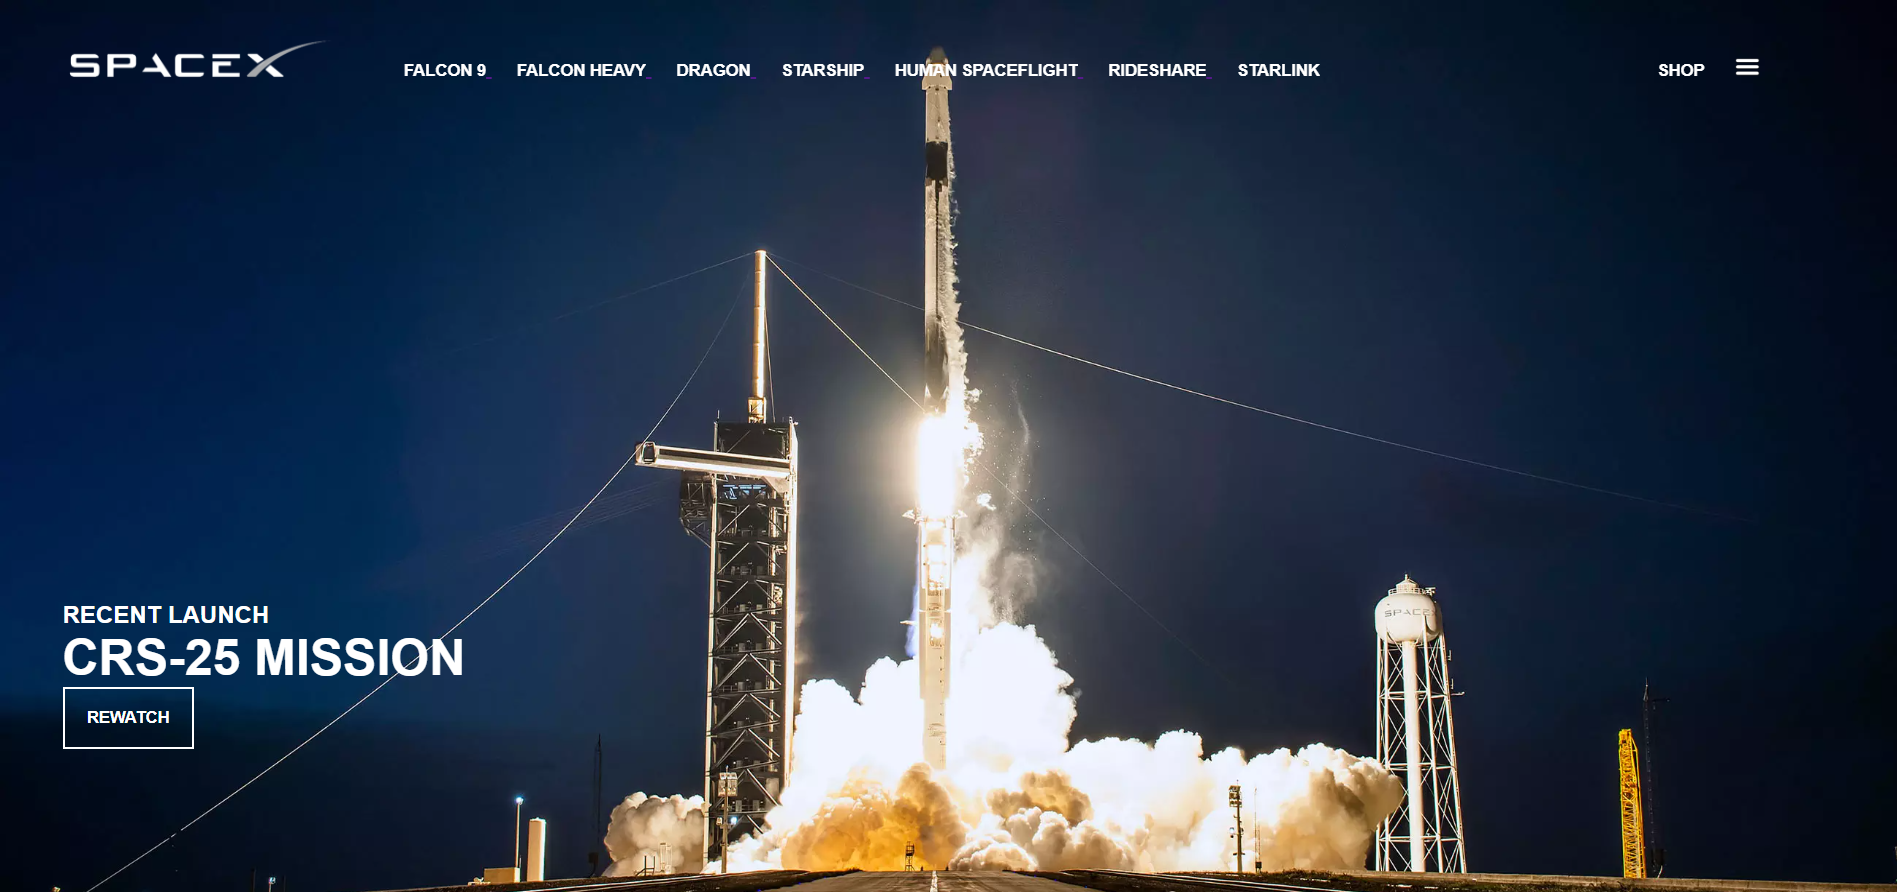 SPACEX
FALCON 9 FALCON HEAVY DRAGON STARSHIP HUMAN SPACEFLIGHT RIDESHARE STARLINK SHOP
RECENT LAUNCH
CRS-25 MISSION
REWATCH
SPACEX